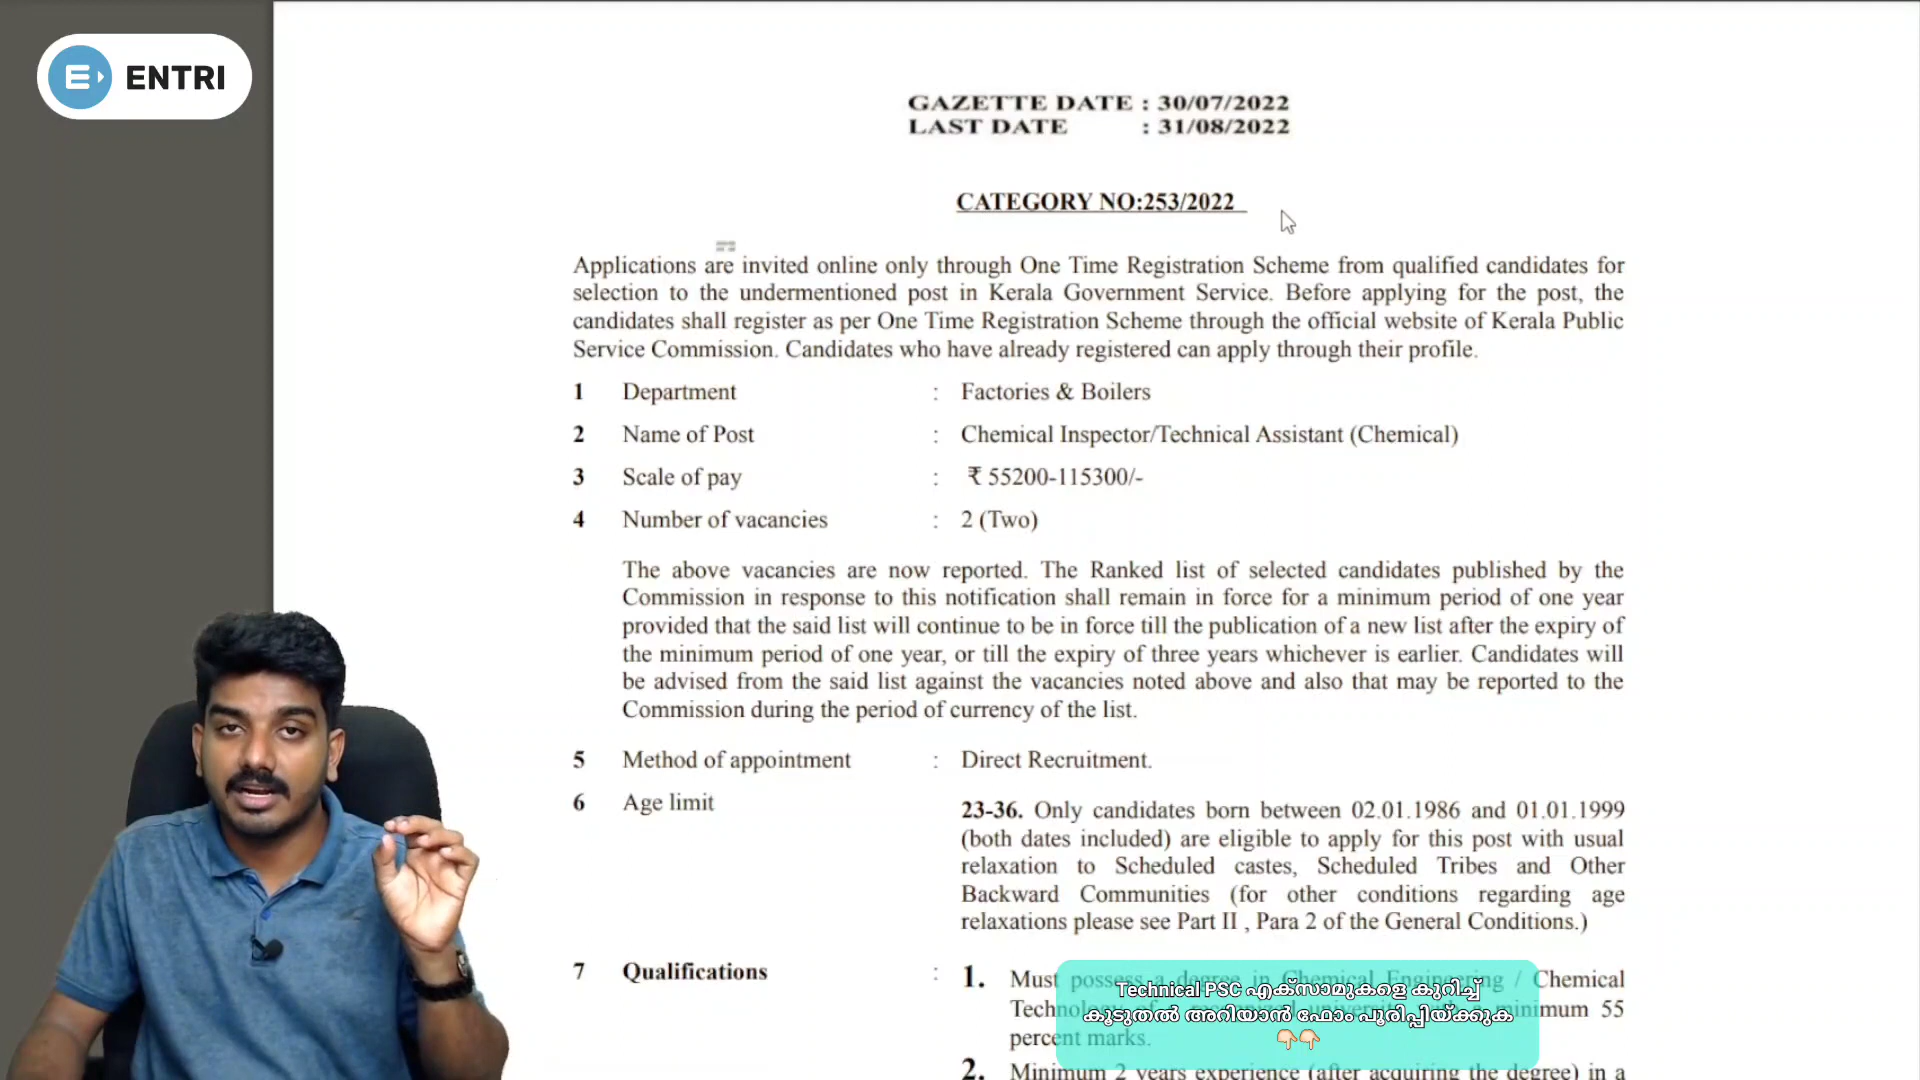 ENTRI
GAZETTE DATE : 30/07/2022
LAST DATE : 31/08/2022
CATEGORY NO:253/2022
Applications are invited online only through One Time Registration Scheme from qualified candidates for
selection to the undermentioned post in Kerala Government Service. Before applying for the post, the
candidates shall register as per One Time Registration Scheme through the official website of Kerala Public
Service Commission. Candidates who have already registered can apply through their profile.
1 Department : Factories & Boilers
2 Name of Post : Chemical Inspector/Technical Assistant (Chemical)
3 Scale of pay : ₹ 55200-115300/-
4 Number of vacancies : 2 (Two)
The above vacancies are now reported. The Ranked list of selected candidates published by the
Commission in response to this notification shall remain in force for a minimum period of one year
provided that the said list will continue to be in force till the publication of a new list after the expiry of
the minimum period of one year, or till the expiry of three years whichever is earlier. Candidates will
be advised from the said list against the vacancies noted above and also that may be reported to the
Commission during the period of currency of the list.
5 Method of appointment : Direct Recruitment.
6 Age limit
23-36. Only candidates born between 02.01.1986 and 01.01.1999
(both dates included) are eligible to apply for this post with usual
relaxation to Scheduled castes, Scheduled Tribes and Other
Backward Communities (for other conditions regarding age
relaxations please see Part II , Para 2 of the General Conditions.)
7 Qualifications : 1. Must possess a degree in Chemical Engineering / Chemical
Technology minimum 55
percent marks.
2. Minimum 2 years experience (after acquiring the degree) in a
Technical PSC എക്സാമുകളെ കുറിച്ച്
കൂടുതൽ അറിയാൻ ഫോം പൂരിപ്പിയ്ക്കുക
👇🏻👇🏻